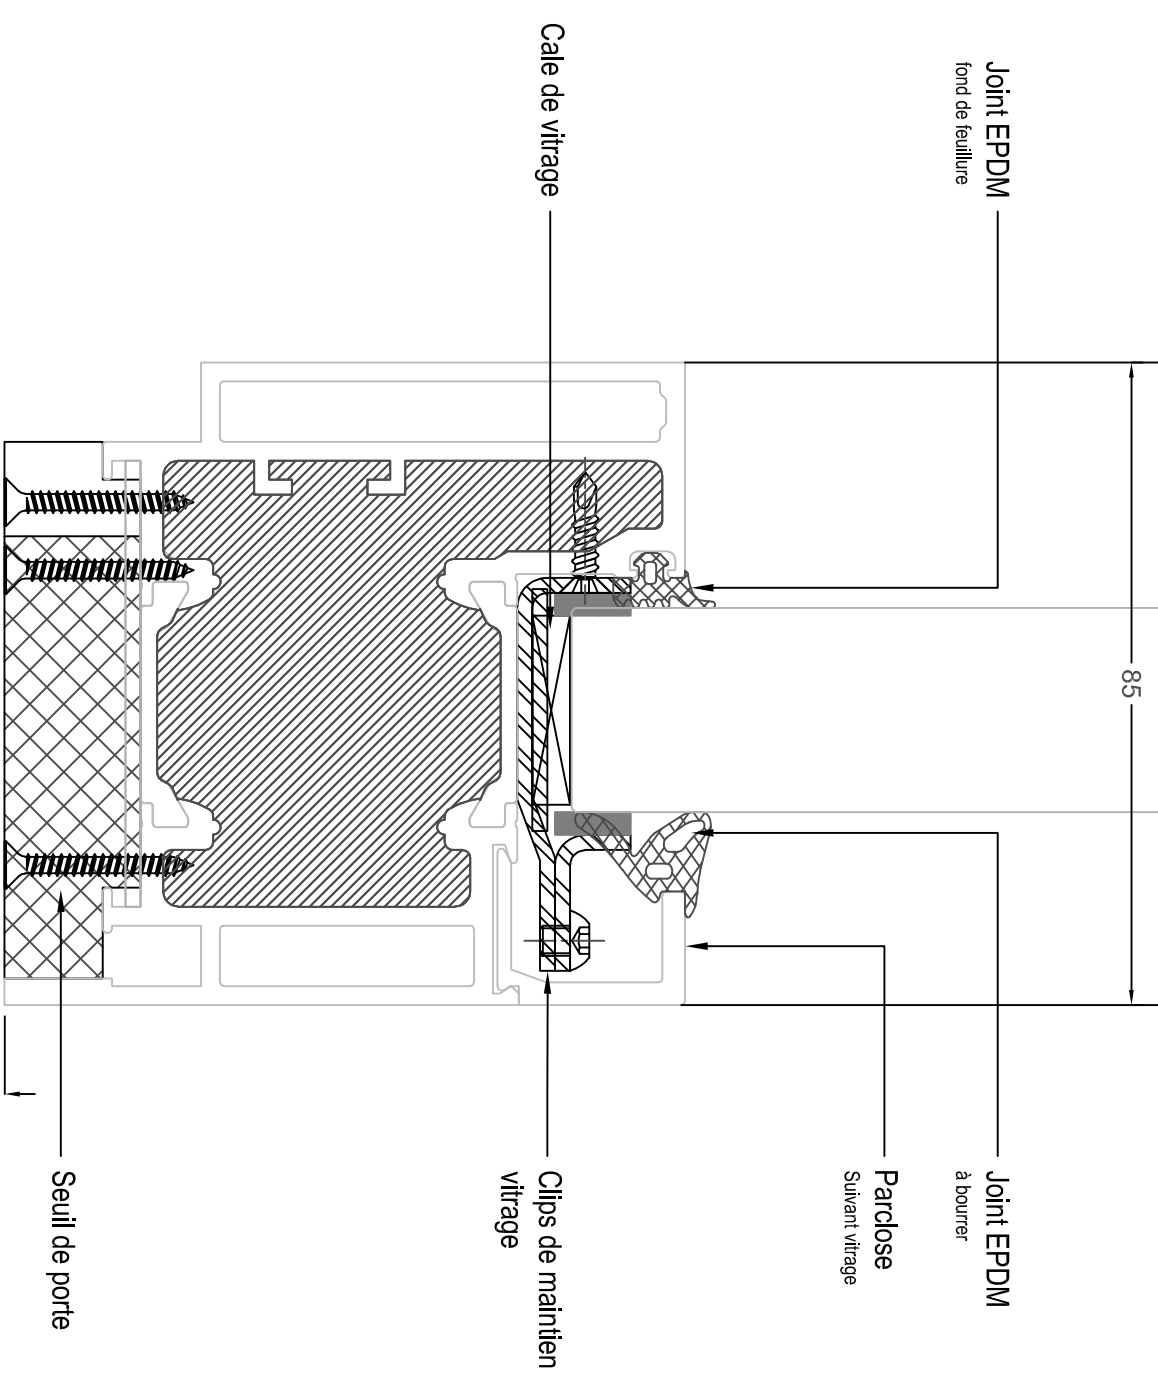 Joint EPDM
fond de feuillure
Cale de vitrage
85
Joint EPDM
à bourrer
Parclose
Suivant vitrage
Clips de maintien
vitrage
Seuil de porte